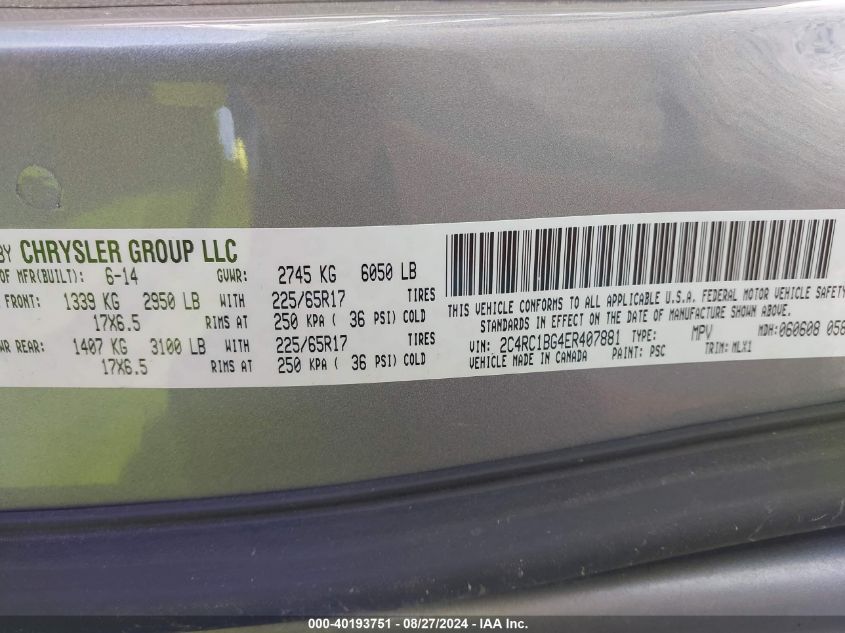 BY CHRYSLER GROUP LLC
OF MFR(BUILT): 6-14 GVWR: 2745 KG 6050 LB
FRONT: 1339 KG 2950 LB WITH 225/65R17 TIRES
17X6.5 RIMS AT 250 KPA ( 36 PSI) COLD
WR REAR: 1407 KG 3100 LB WITH 225/65R17 TIRES
17X6.5 RIMS AT 250 KPA ( 36 PSI) COLD
THIS VEHICLE CONFORMS TO ALL APPLICABLE U.S.A. FEDERAL MOTOR VEHICLE SAFETY
STANDARDS IN EFFECT ON THE DATE OF MANUFACTURE SHOWN ABOVE.
VIN: 2C4RC1BG4ER407881 TYPE: MPV MDH:060608 058
VEHICLE MADE IN CANADA PAINT: PSC TRIM: MLX1
000-40193751 - 08/27/2024 - IAA Inc.